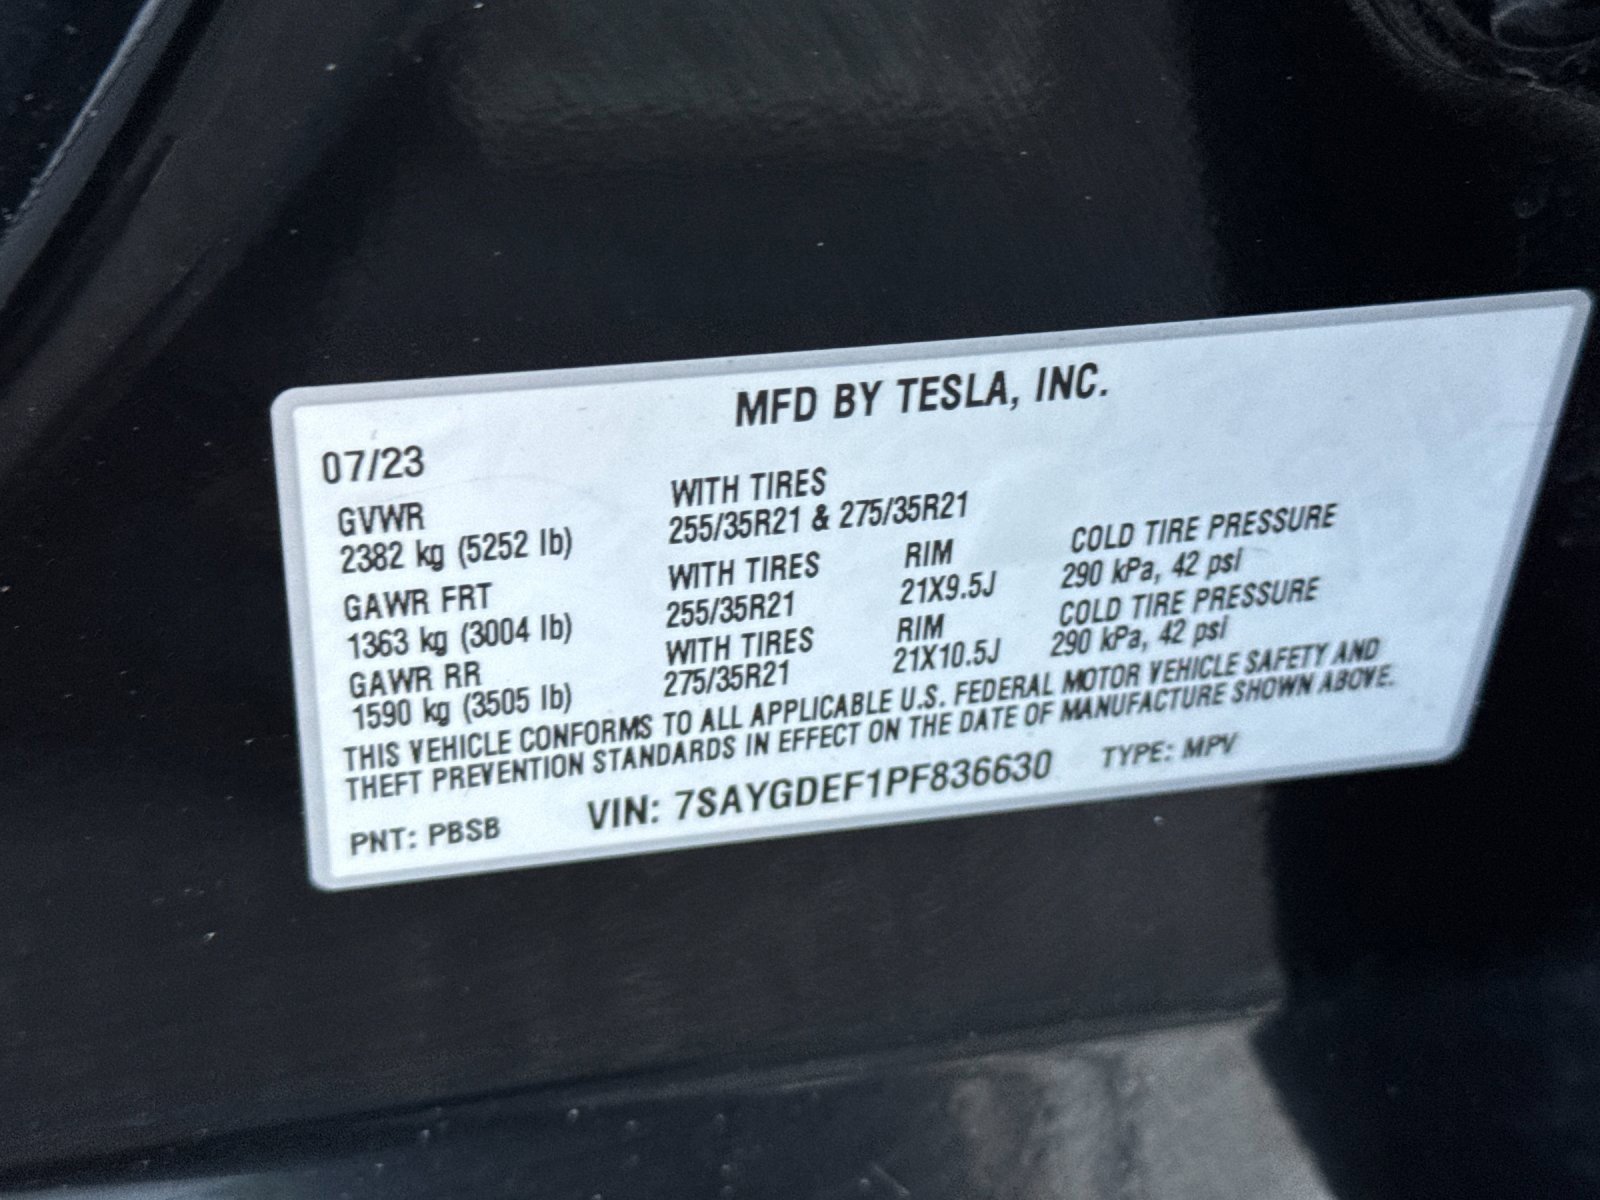 MFD BY TESLA, INC.
07/23
GVWR WITH TIRES
2382 kg (5252 lb) 255/35R21 & 275/35R21
GAWR FRT WITH TIRES RIM COLD TIRE PRESSURE
1363 kg (3004 lb) 255/35R21 21X9.5J 290 kPa, 42 psi
GAWR RR WITH TIRES RIM COLD TIRE PRESSURE
1590 kg (3505 lb) 275/35R21 21X10.5J 290 kPa, 42 psi
THIS VEHICLE CONFORMS TO ALL APPLICABLE U.S. FEDERAL MOTOR VEHICLE SAFETY AND
THEFT PREVENTION STANDARDS IN EFFECT ON THE DATE OF MANUFACTURE SHOWN ABOVE.
PNT: PBSB VIN: 7SAYGDEF1PF836630 TYPE: MPV